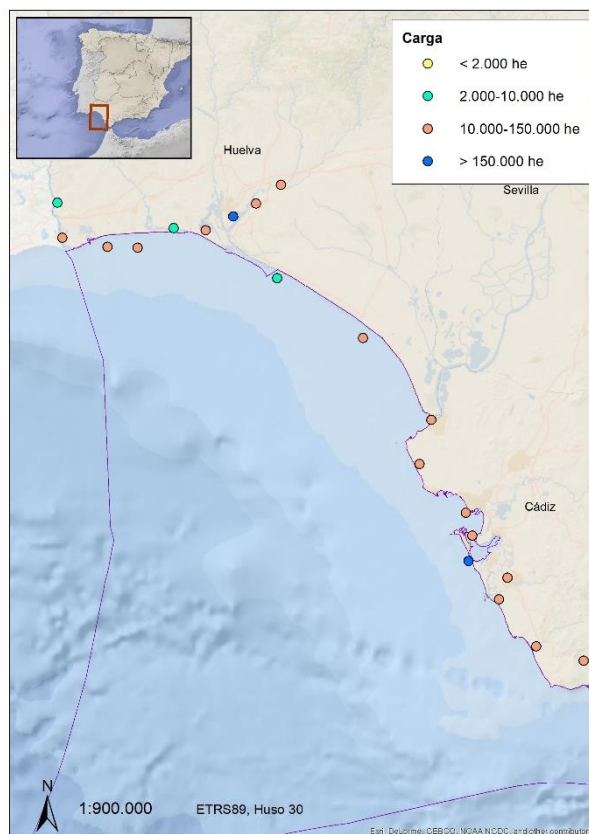 Carga
< 2.000 he
2.000-10.000 he
10.000-150.000 he
> 150.000 he
Huelva
Sevilla
Cádiz
N
1:900.000
ETRS89, Huso 30
Esri, DeLorme, GEBCO, NOAA NGDC, and other contributors